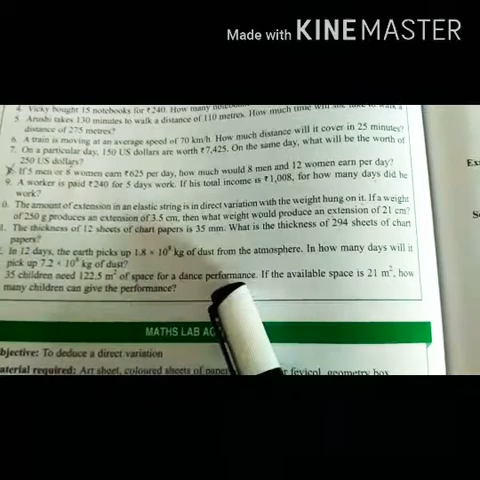 Made with KINEMASTER
4. Vicky bought 15 notebooks for ₹240. How many
5. Arushi takes 130 minutes to walk a distance of 110 metres. How much time will she take to walk a
distance of 275 metres?
6. A train is moving at an average speed of 70 km/h. How much distance will it cover in 25 minutes?
7. On a particular day, 150 US dollars are worth ₹7,425. On the same day, what will be the worth of
250 US dollars?
8. If 5 men or 8 women earn ₹625 per day, how much would 8 men and 12 women earn per day?
9. A worker is paid ₹240 for 5 days work. If his total income is ₹1,008, for how many days did he
work?
0. The amount of extension in an elastic string is in direct variation with the weight hung on it. If a weight
of 250 g produces an extension of 3.5 cm, then what weight would produce an extension of 21 cm?
1. The thickness of 12 sheets of chart papers is 35 mm. What is the thickness of 294 sheets of chart
papers?
In 12 days, the earth picks up 1.8 × 10⁸ kg of dust from the atmosphere. In how many days will it
pick up 7.2 × 10⁸ kg of dust?
35 children need 122.5 m² of space for a dance performance. If the available space is 21 m², how
many children can give the performance?
MATHS LAB AC
bjective: To deduce a direct variation
aterial required: Art sheet, coloured sheets of paper fevicol, geometry box